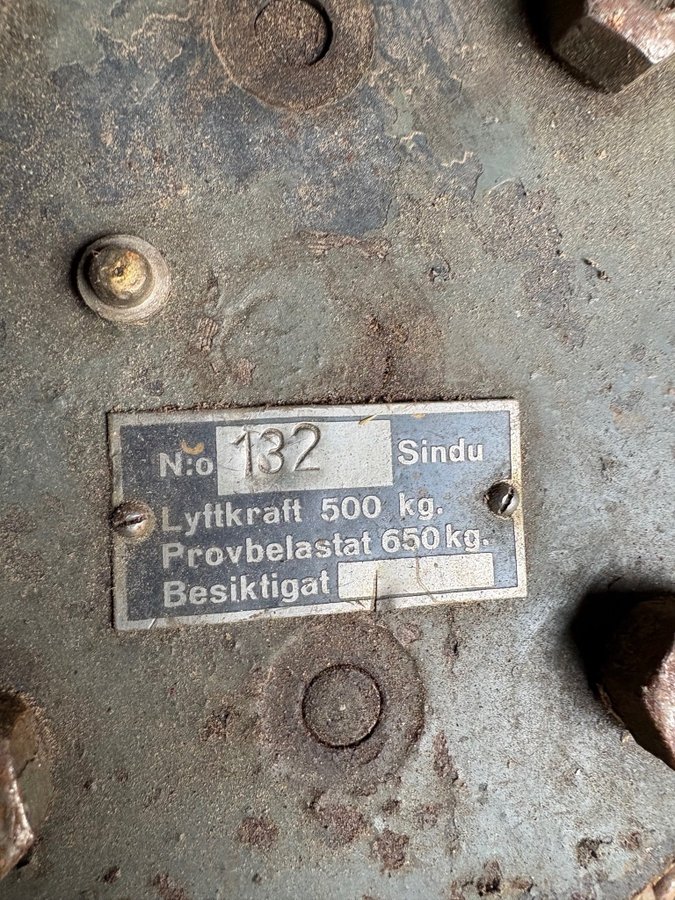 N:o 132 Sindu
Lyftkraft 500 kg.
Provbelastat 650 kg.
Besiktigat